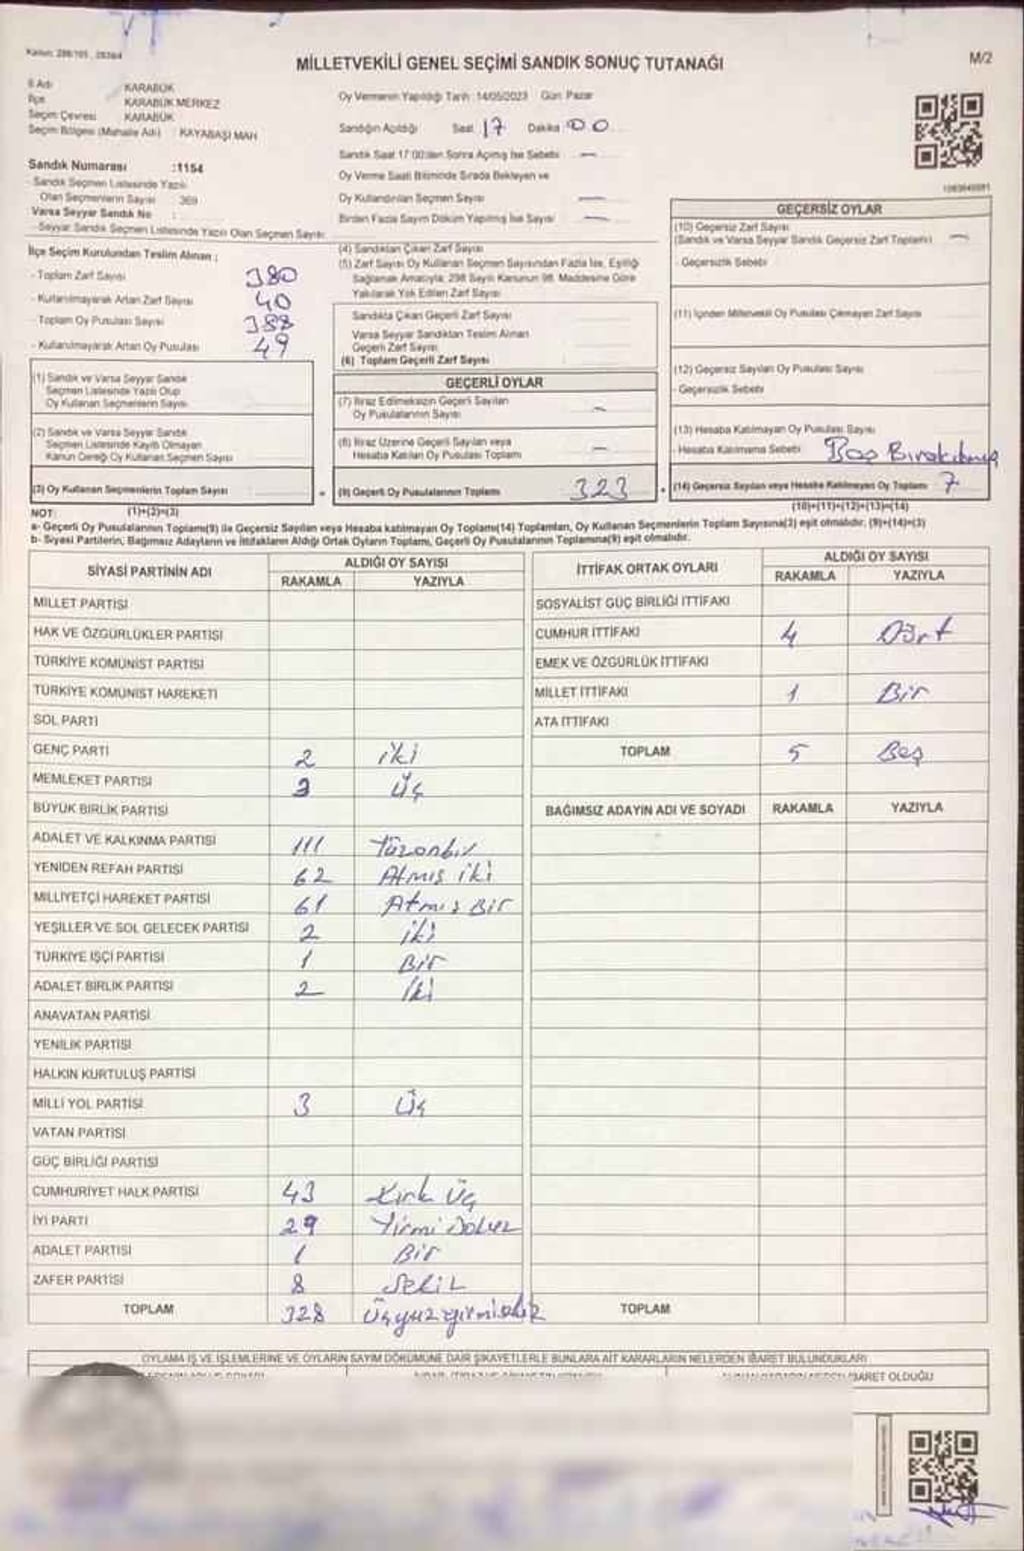 MİLLETVEKİLİ GENEL SEÇİMİ SANDIK SONUÇ TUTANAĞI
M/2
İl Adı : KARABÜK
İlçe : KARABÜK MERKEZ
Seçim Çevresi : KARABÜK
Seçim Bölgesi (Mahalle Adı) : KAYABAŞI MAH
Sandık Numarası :1154
- Sandık Seçmen Listesinde Yazılı
Olan Seçmenlerin Sayısı 369
Varsa Seyyar Sandık No :
- Seyyar Sandık Seçmen Listesinde Yazılı Olan Seçmen Sayısı:
Oy Vermenin Yapıldığı Tarih :14/05/2023 Gün: Pazar
Sandığın Açıldığı Saat 17 Dakika 00
Sandık Saat 17:00'den Sonra Açılmış İse Sebebi : —
Oy Verme Saati Bitiminde Sırada Bekleyen ve
Oy Kullandırılan Seçmen Sayısı : —
Birden Fazla Sayım Döküm Yapılmış İse Sayısı : —
İlçe Seçim Kurulundan Teslim Alınan ;
- Toplam Zarf Sayısı : 380
- Kullanılmayarak Artan Zarf Sayısı : 40
- Toplam Oy Pusulası Sayısı : 388
- Kullanılmayarak Artan Oy Pusulası : 49
(4) Sandıktan Çıkan Zarf Sayısı
(5) Zarf Sayısı Oy Kullanan Seçmen Sayısından Fazla İse, Eşitliği
Sağlamak Amacıyla; 298 Sayılı Kanunun 98. Maddesine Göre
Yakılarak Yok Edilen Zarf Sayısı
Sandıkta Çıkan Geçerli Zarf Sayısı
Varsa Seyyar Sandıktan Teslim Alınan
Geçerli Zarf Sayısı
(6) Toplam Geçerli Zarf Sayısı
GEÇERSİZ OYLAR
(10) Geçersiz Zarf Sayısı
(Sandık ve Varsa Seyyar Sandık Geçersiz Zarf Toplamı) —
- Geçersizlik Sebebi :
(11) İçinden Milletvekili Oy Pusulası Çıkmayan Zarf Sayısı
(12) Geçersiz Sayılan Oy Pusulası Sayısı
- Geçersizlik Sebebi :
(13) Hesaba Katılmayan Oy Pusulası Sayısı
- Hesaba Katılmama Sebebi : Boş Bırakılmış
(14) Geçersiz Sayılan veya Hesaba Katılmayan Oy Toplamı 7
(10)+(11)+(12)+(13)=(14)
(1) Sandık ve Varsa Seyyar Sandık
Seçmen Listesinde Yazılı Olup
Oy Kullanan Seçmenlerin Sayısı
(2) Sandık ve Varsa Seyyar Sandık
Seçmen Listesinde Kayıtlı Olmayan
Kanun Gereği Oy Kullanan Seçmen Sayısı
(3) Oy Kullanan Seçmenlerin Toplam Sayısı
(1)+(2)=(3)
GEÇERLİ OYLAR
(7) İtiraz Edilmeksizin Geçerli Sayılan
Oy Pusulalarının Sayısı —
(8) İtiraz Üzerine Geçerli Sayılan veya
Hesaba Katılan Oy Pusulası Toplamı —
(9) Geçerli Oy Pusulalarının Toplamı 323
NOT:
a- Geçerli Oy Pusulalarının Toplamı(9) ile Geçersiz Sayılan veya Hesaba katılmayan Oy Toplamı(14) Toplamları, Oy Kullanan Seçmenlerin Toplam Sayısına(3) eşit olmalıdır. (9)+(14)=(3)
b- Siyasi Partilerin, Bağımsız Adayların ve İttifakların Aldığı Ortak Oyların Toplamı, Geçerli Oy Pusulalarının Toplamına(9) eşit olmalıdır.
SİYASİ PARTİNİN ADI ALDIĞI OY SAYISI
RAKAMLA YAZIYLA
MİLLET PARTİSİ
HAK VE ÖZGÜRLÜKLER PARTİSİ
TÜRKİYE KOMÜNİST PARTİSİ
TÜRKİYE KOMÜNİST HAREKETİ
SOL PARTİ
GENÇ PARTİ 2 iki
MEMLEKET PARTİSİ 3 üç
BÜYÜK BİRLİK PARTİSİ
ADALET VE KALKINMA PARTİSİ 111 Yüzonbir
YENİDEN REFAH PARTİSİ 62 Atmış iki
MİLLİYETÇİ HAREKET PARTİSİ 61 Atmış Bir
YEŞİLLER VE SOL GELECEK PARTİSİ 2 iki
TÜRKİYE İŞÇİ PARTİSİ 1 Bir
ADALET BİRLİK PARTİSİ 2 iki
ANAVATAN PARTİSİ
YENİLİK PARTİSİ
HALKIN KURTULUŞ PARTİSİ
MİLLİ YOL PARTİSİ 3 üç
VATAN PARTİSİ
GÜÇ BİRLİĞİ PARTİSİ
CUMHURİYET HALK PARTİSİ 43 Kırk üç
İYİ PARTİ 29 Yirmi Dokuz
ADALET PARTİSİ 1 Bir
ZAFER PARTİSİ 8 Sekiz
TOPLAM 328
İTTİFAK ORTAK OYLARI ALDIĞI OY SAYISI
RAKAMLA YAZIYLA
SOSYALİST GÜÇ BİRLİĞİ İTTİFAKI
CUMHUR İTTİFAKI 4 Dört
EMEK VE ÖZGÜRLÜK İTTİFAKI
MİLLET İTTİFAKI 1 Bir
ATA İTTİFAKI
TOPLAM 5 Beş
BAĞIMSIZ ADAYIN ADI VE SOYADI RAKAMLA YAZIYLA
TOPLAM
OYLAMA İŞ VE İŞLEMLERİNE VE OYLARIN SAYIM DÖKÜMÜNE DAİR ŞİKAYETLERLE BUNLARA AİT KARARLARIN NELERDEN İBARET BULUNDUKLARI
İBARET OLDUĞU